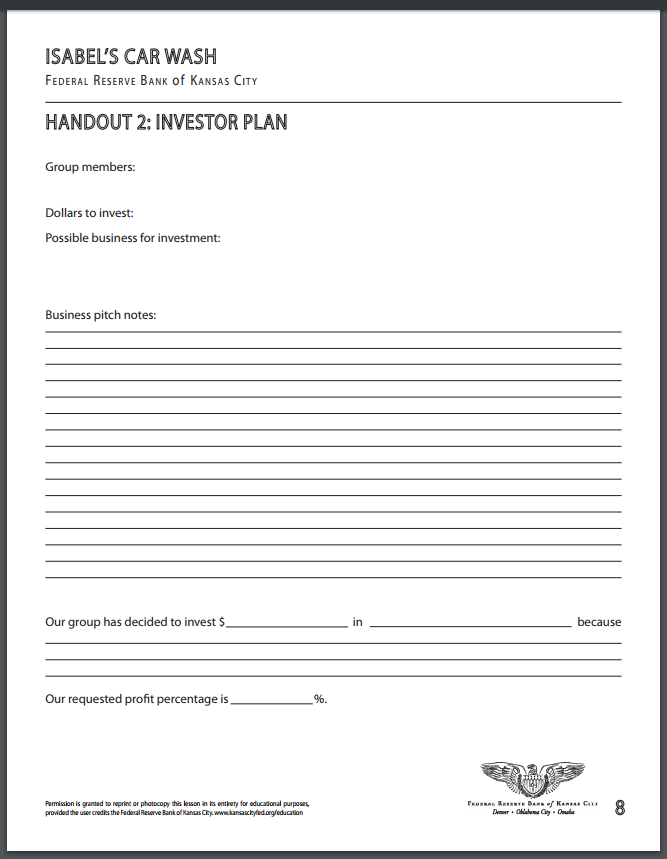 ISABEL'S CAR WASH
Federal Reserve Bank of Kansas City
HANDOUT 2: INVESTOR PLAN
Group members:
Dollars to invest:
Possible business for investment:
Business pitch notes:
Our group has decided to invest $ in because
Our requested profit percentage is %.
Permission is granted to reprint or photocopy this lesson in its entirety for educational purposes,
provided the user credits the Federal Reserve Bank of Kansas City. www.kansascityfed.org/education
Federal Reserve Bank of Kansas City
Denver • Oklahoma City • Omaha
8